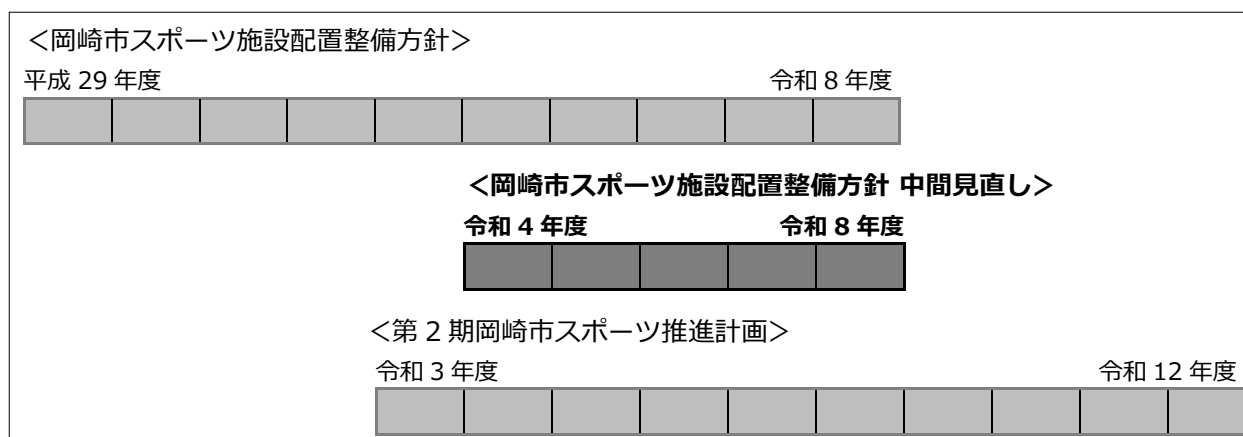 ＜岡崎市スポーツ施設配置整備方針＞
平成 29 年度 令和 8 年度
＜岡崎市スポーツ施設配置整備方針 中間見直し＞
令和 4 年度 令和 8 年度
＜第 2 期岡崎市スポーツ推進計画＞
令和 3 年度 令和 12 年度